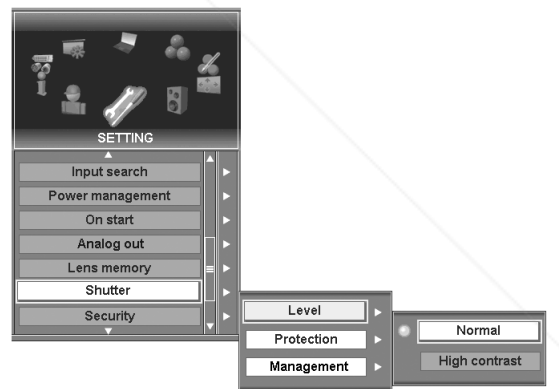 SETTING
Input search
Power management
On start
Analog out
Lens memory
Shutter
Security
Level
Protection
Management
Normal
High contrast